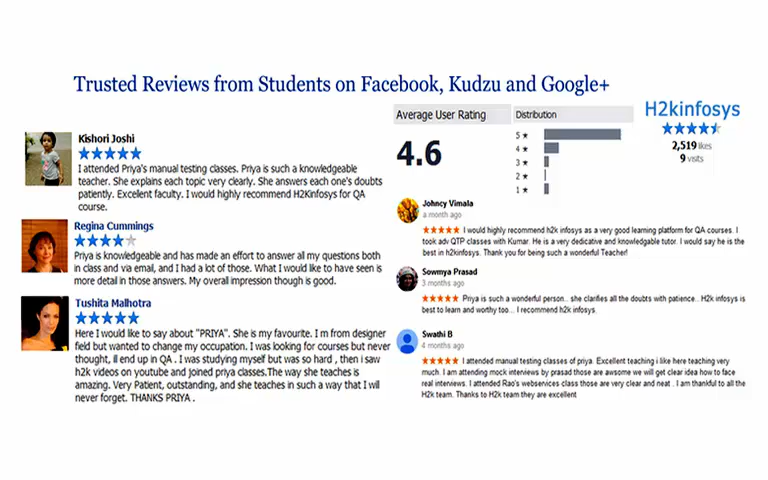 Trusted Reviews from Students on Facebook, Kudzu and Google+
Kishori Joshi
I attended Priya's manual testing classes. Priya is such a knowledgeable
teacher. She explains each topic very clearly. She answers each one's doubts
patiently. Excellent faculty. I would highly recommend H2KInfosys for QA
course.
Regina Cummings
Priya is knowledgeable and has made an effort to answer all my questions both
in class and via email, and I had a lot of those. What I would like to have seen is
more detail in those answers. My overall impression though is good.
Tushita Malhotra
Here I would like to say about "PRIYA". She is my favourite. I m from designer
field but wanted to change my occupation. I was looking for courses but never
thought, ill end up in QA . I was studying myself but was so hard , then i saw
h2k videos on youtube and joined priya classes.The way she teaches is
amazing. Very Patient, outstanding, and she teaches in such a way that I will
never forget. THANKS PRIYA .
Average User Rating
Distribution
4.6
5 ★
4 ★
3 ★
2 ★
1 ★
H2kinfosys
2,519 likes
9 visits
Johncy Vimala
a month ago
I would highly recommend h2k infosys as a very good learning platform for QA courses. I
took adv QTP classes with Kumar. He is a very dedicative and knowledgable tutor. I would say he is the
best in h2kinfosys. Thank you for being such a wonderful Teacher!
Sowmya Prasad
3 months ago
Priya is such a wonderful person.. she clarifies all the doubts with patience.. H2k infosys is
best to learn and worthy too... I recommend h2k infosys.
Swathi B
4 months ago
I attended manual testing classes of priya. Excellent teaching i like here teaching very
much. I am attending mock interviews by prasad those are awsome we will get clear idea how to face
real interviews. I attended Rao's webservices class those are very clear and neat . I am thankful to all the
H2k team. Thanks to H2k team they are excellent